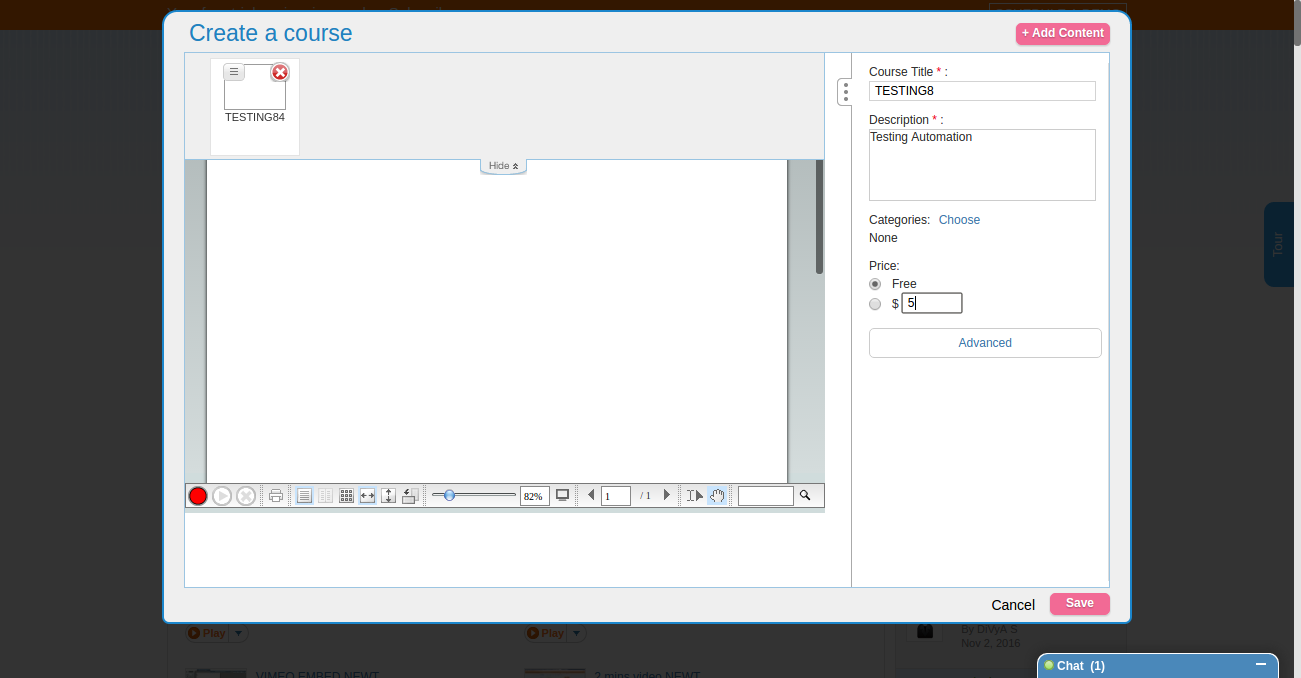 Create a course
+ Add Content
TESTING84
Hide
Course Title * :
TESTING8
Description * :
Testing Automation
Categories: Choose
None
Price:
Free
$ 5
Advanced
82%
1
/ 1
Cancel
Save
Tour
Play
Play
By DiVyA S
Nov 2, 2016
VIMEO EMBED NEWT
2 mins video NEWT
Chat (1)